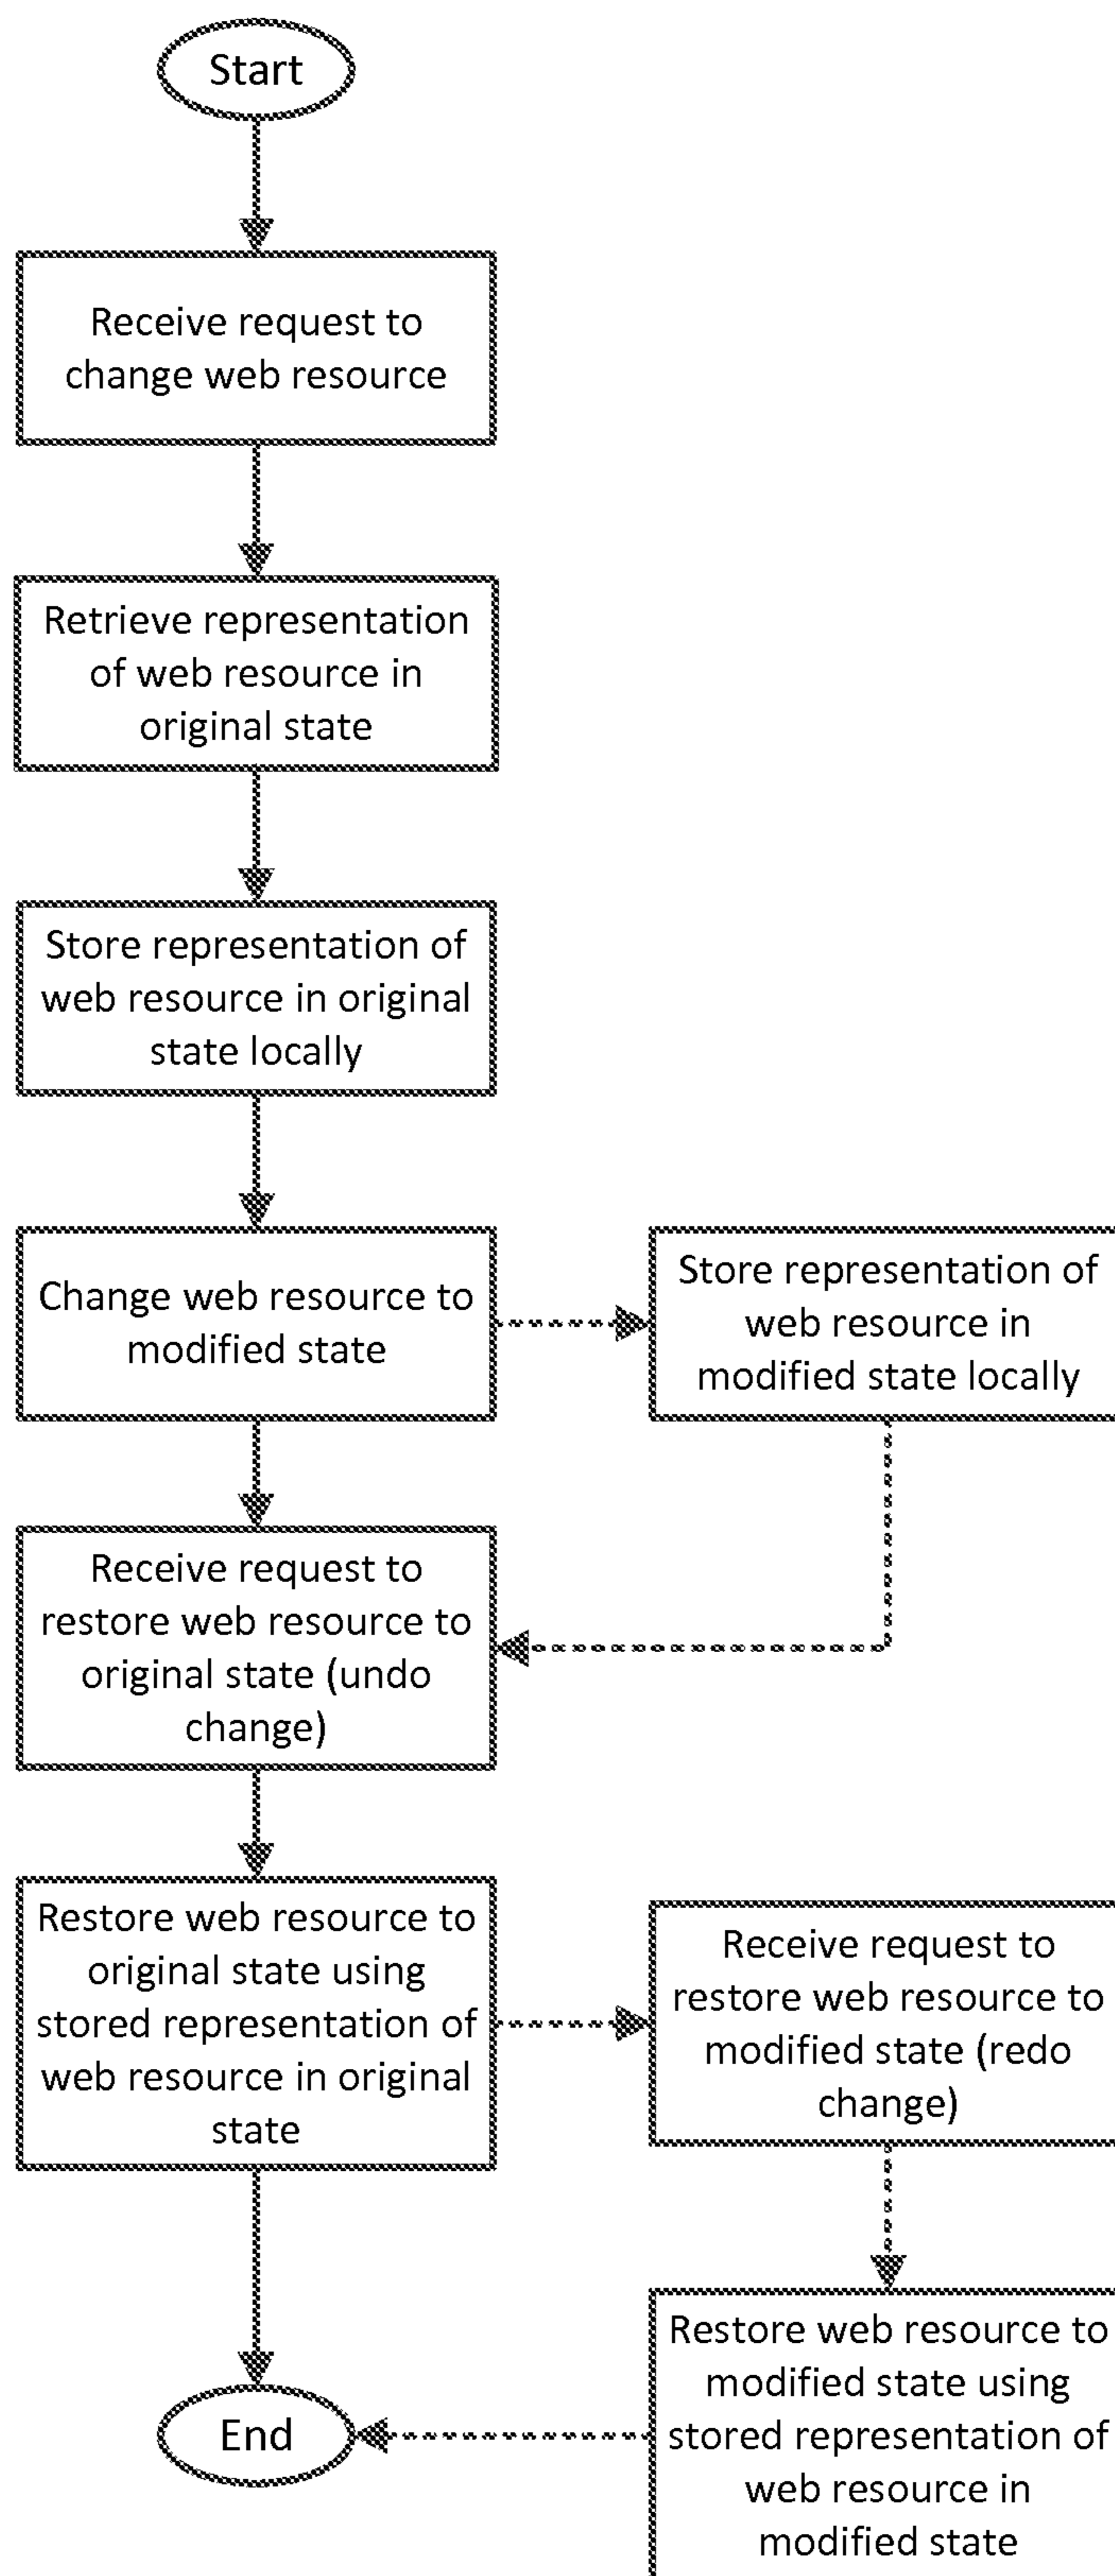 Start
Receive request to
change web resource
Retrieve representation
of web resource in
original state
Store representation of
web resource in original
state locally
Change web resource to
modified state
Store representation of
web resource in
modified state locally
Receive request to
restore web resource to
original state (undo
change)
Restore web resource to
original state using
stored representation of
web resource in original
state
Receive request to
restore web resource to
modified state (redo
change)
Restore web resource to
modified state using
stored representation of
web resource in
modified state
End